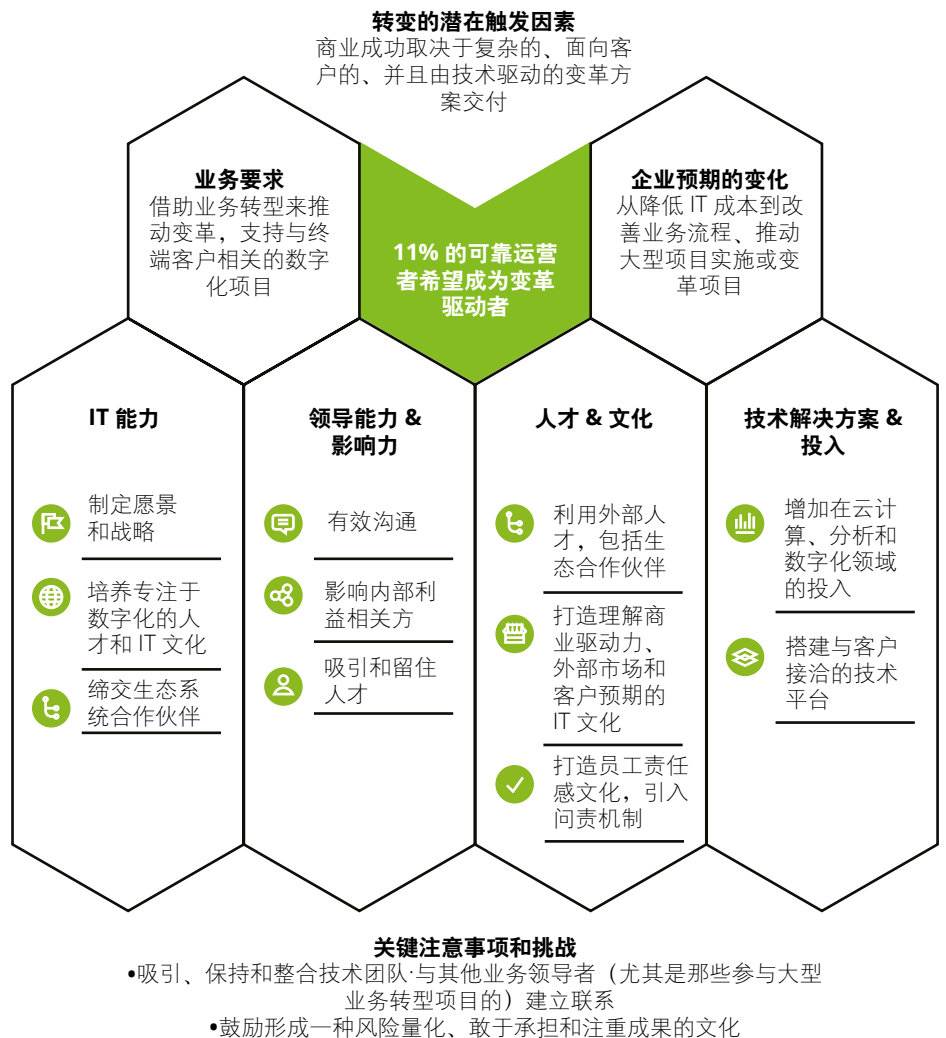 转变的潜在触发因素
商业成功取决于复杂的、面向客
户的、并且由技术驱动的变革方
案交付
业务要求
借助业务转型来推
动变革，支持与终
端客户相关的数字
化项目
11% 的可靠运营
者希望成为变革
驱动者
企业预期的变化
从降低 IT 成本到改
善业务流程、推动
大型项目实施或变
革项目
IT 能力
制定愿景
和战略
培养专注于
数字化的人
才和 IT 文化
缔交生态系
统合作伙伴
领导能力 &
影响力
有效沟通
影响内部利
益相关方
吸引和留住
人才
人才 & 文化
利用外部人
才，包括生
态合作伙伴
打造理解商
业驱动力、
外部市场和
客户预期的
IT 文化
打造员工责任
感文化，引入
问责机制
技术解决方案 &
投入
增加在云计
算、分析和
数字化领域
的投入
搭建与客户
接洽的技术
平台
关键注意事项和挑战
•吸引、保持和整合技术团队·与其他业务领导者（尤其是那些参与大型
业务转型项目的）建立联系
•鼓励形成一种风险量化、敢于承担和注重成果的文化